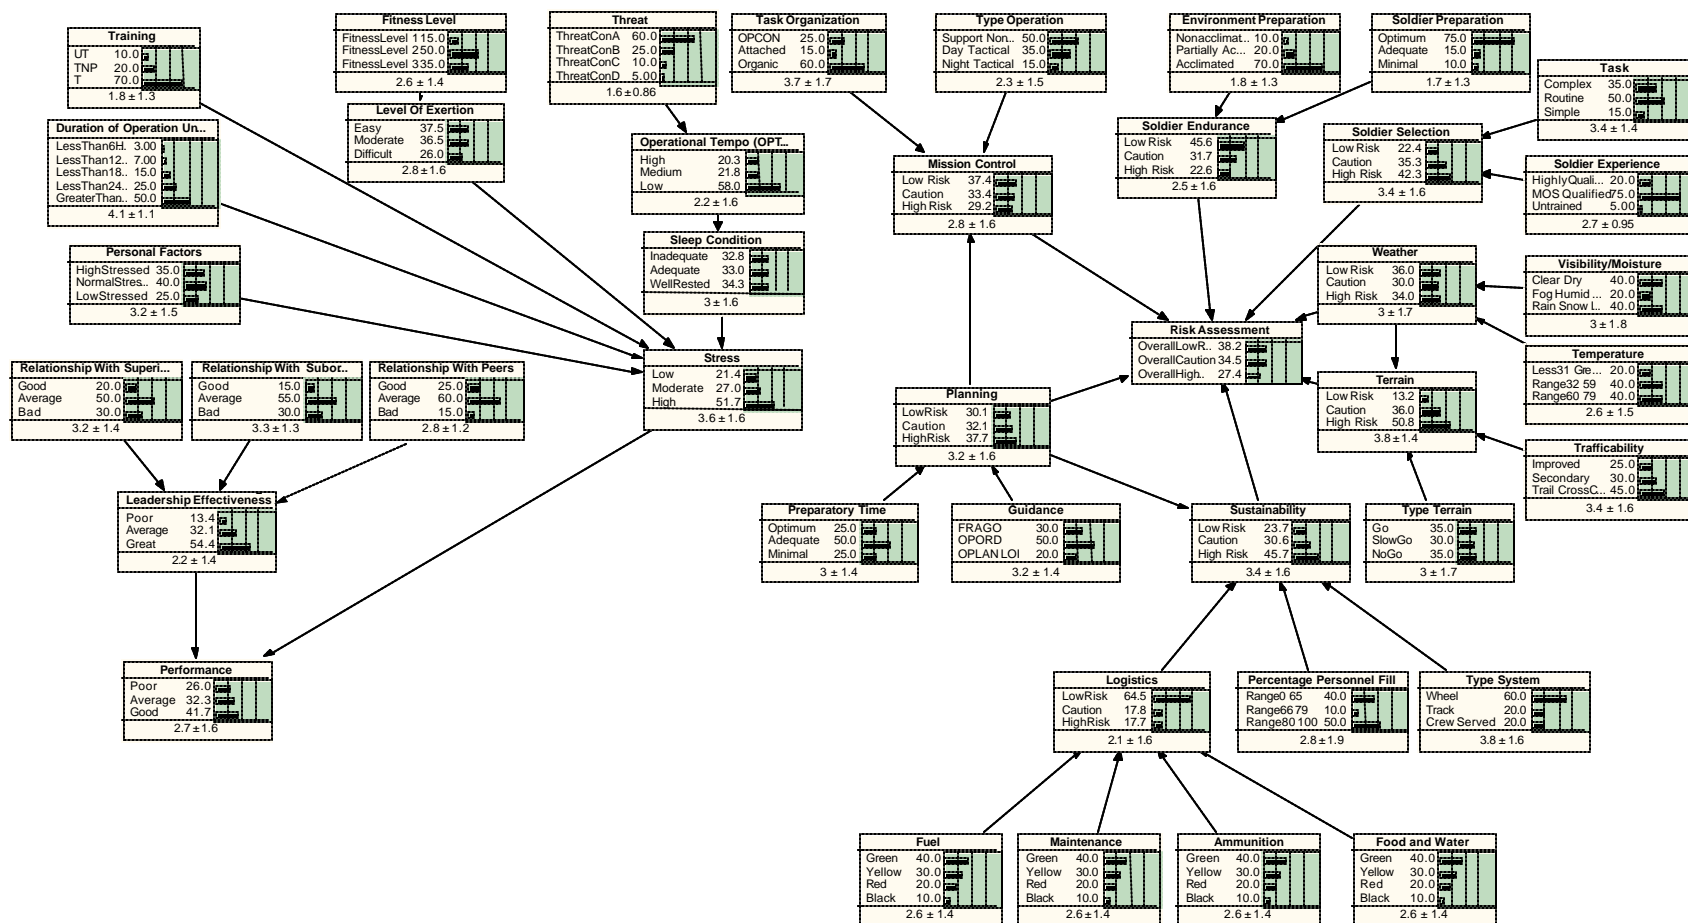 Training
UT 10.0
TNP 20.0
T 70.0
1.8 ± 1.3
Fitness Level
FitnessLevel 1 15.0
FitnessLevel 2 50.0
FitnessLevel 3 35.0
2.6 ± 1.4
Threat
ThreatConA 60.0
ThreatConB 25.0
ThreatConC 10.0
ThreatConD 5.00
1.6 ± 0.86
Task Organization
OPCON 25.0
Attached 15.0
Organic 60.0
3.7 ± 1.7
Type Operation
Support Non... 50.0
Day Tactical 35.0
Night Tactical 15.0
2.3 ± 1.5
Environment Preparation
Nonacclimat... 10.0
Partially Ac... 20.0
Acclimated 70.0
1.8 ± 1.3
Soldier Preparation
Optimum 75.0
Adequate 15.0
Minimal 10.0
1.7 ± 1.3
Task
Complex 35.0
Routine 50.0
Simple 15.0
3.4 ± 1.4
Duration of Operation Un...
LessThan6H.. 3.00
LessThan12.. 7.00
LessThan18.. 15.0
LessThan24.. 25.0
GreaterThan.. 50.0
4.1 ± 1.1
Level Of Exertion
Easy 37.5
Moderate 36.5
Difficult 26.0
2.8 ± 1.6
Operational Tempo (OPT...
High 20.3
Medium 21.8
Low 58.0
2.2 ± 1.6
Mission Control
Low Risk 37.4
Caution 33.4
High Risk 29.2
2.8 ± 1.6
Soldier Endurance
Low Risk 45.6
Caution 31.7
High Risk 22.6
2.5 ± 1.6
Soldier Selection
Low Risk 22.4
Caution 35.3
High Risk 42.3
3.4 ± 1.6
Soldier Experience
HighlyQuali... 20.0
MOS Qualified 75.0
Untrained 5.00
2.7 ± 0.95
Personal Factors
HighStressed 35.0
NormalStres... 40.0
LowStressed 25.0
3.2 ± 1.5
Sleep Condition
Inadequate 32.8
Adequate 33.0
WellRested 34.3
3 ± 1.6
Weather
Low Risk 36.0
Caution 30.0
High Risk 34.0
3 ± 1.7
Visibility/Moisture
Clear Dry 40.0
Fog Humid ... 20.0
Rain Snow I.. 40.0
3 ± 1.8
Risk Assessment
OverallLowR.. 38.2
OverallCaution 34.5
OverallHigh.. 27.4
Temperature
Less31 Gre... 20.0
Range32 59 40.0
Range60 79 40.0
2.6 ± 1.5
Relationship With Superi...
Good 20.0
Average 50.0
Bad 30.0
3.2 ± 1.4
Relationship With Subor...
Good 15.0
Average 55.0
Bad 30.0
3.3 ± 1.3
Relationship With Peers
Good 25.0
Average 60.0
Bad 15.0
2.8 ± 1.2
Stress
Low 21.4
Moderate 27.0
High 51.7
3.6 ± 1.6
Planning
LowRisk 30.1
Caution 32.1
HighRisk 37.7
3.2 ± 1.6
Terrain
Low Risk 13.2
Caution 36.0
High Risk 50.8
3.8 ± 1.4
Trafficability
Improved 25.0
Secondary 30.0
Trail CrossC... 45.0
3.4 ± 1.6
Leadership Effectiveness
Poor 13.4
Average 32.1
Great 54.4
2.2 ± 1.4
Preparatory Time
Optimum 25.0
Adequate 50.0
Minimal 25.0
3 ± 1.4
Guidance
FRAGO 30.0
OPORD 50.0
OPLAN LOI 20.0
3.2 ± 1.4
Sustainability
Low Risk 23.7
Caution 30.6
High Risk 45.7
3.4 ± 1.6
Type Terrain
Go 35.0
SlowGo 30.0
NoGo 35.0
3 ± 1.7
Performance
Poor 26.0
Average 32.3
Good 41.7
2.7 ± 1.6
Logistics
LowRisk 64.5
Caution 17.8
HighRisk 17.7
2.1 ± 1.6
Percentage Personnel Fill
Range0 65 40.0
Range66 79 10.0
Range80 100 50.0
2.8 ± 1.9
Type System
Wheel 60.0
Track 20.0
Crew Served 20.0
3.8 ± 1.6
Fuel
Green 40.0
Yellow 30.0
Red 20.0
Black 10.0
2.6 ± 1.4
Maintenance
Green 40.0
Yellow 30.0
Red 20.0
Black 10.0
2.6 ± 1.4
Ammunition
Green 40.0
Yellow 30.0
Red 20.0
Black 10.0
2.6 ± 1.4
Food and Water
Green 40.0
Yellow 30.0
Red 20.0
Black 10.0
2.6 ± 1.4